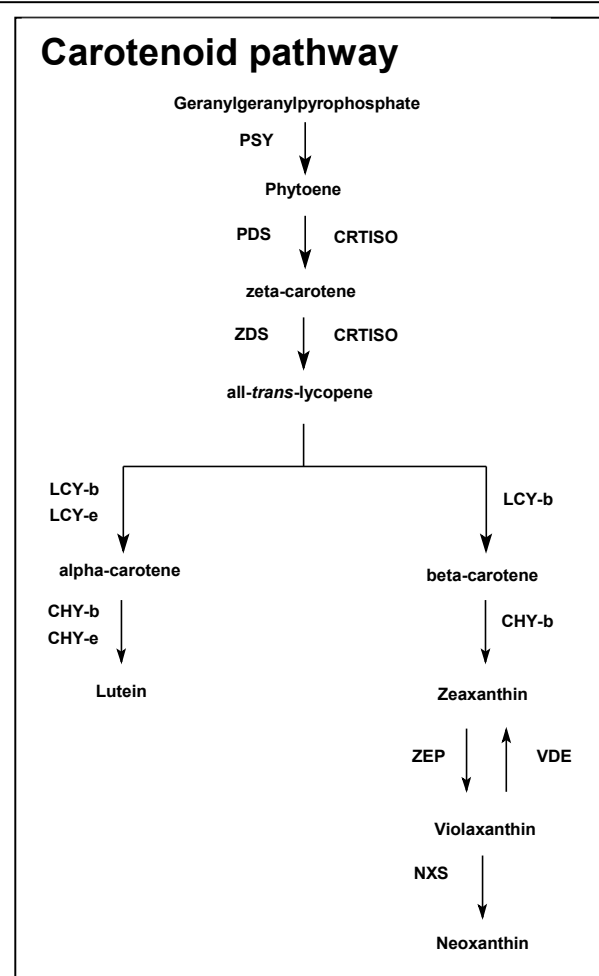 Carotenoid pathway
Geranylgeranylpyrophosphate
PSY
Phytoene
PDS CRTISO
zeta-carotene
ZDS CRTISO
all-trans-lycopene
LCY-b
LCY-e
LCY-b
alpha-carotene
beta-carotene
CHY-b
CHY-e
CHY-b
Lutein
Zeaxanthin
ZEP VDE
Violaxanthin
NXS
Neoxanthin